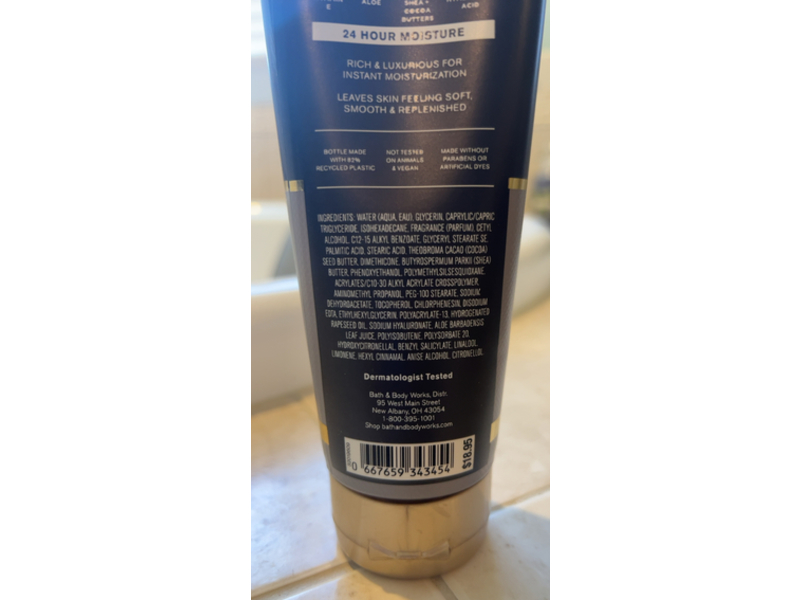 E
ALOE
SHEA +
COCOA
BUTTERS
ACID
24 HOUR MOISTURE
RICH & LUXURIOUS FOR
INSTANT MOISTURIZATION
LEAVES SKIN FEELING SOFT,
SMOOTH & REPLENISHED
BOTTLE MADE
WITH 82%
RECYCLED PLASTIC
NOT TESTED
ON ANIMALS
& VEGAN
MADE WITHOUT
PARABENS OR
ARTIFICIAL DYES
INGREDIENTS: WATER (AQUA, EAU), GLYCERIN, CAPRYLIC/CAPRIC
TRIGLYCERIDE, ISOHEXADECANE, FRAGRANCE (PARFUM), CETYL
ALCOHOL, C12-15 ALKYL BENZOATE, GLYCERYL STEARATE SE,
PALMITIC ACID, STEARIC ACID, THEOBROMA CACAO (COCOA)
SEED BUTTER, DIMETHICONE, BUTYROSPERMUM PARKII (SHEA)
BUTTER, PHENOXYETHANOL, POLYMETHYLSILSESQUIOXANE,
ACRYLATES/C10-30 ALKYL ACRYLATE CROSSPOLYMER,
AMINOMETHYL PROPANOL, PEG-100 STEARATE, SODIUM
DEHYDROACETATE, TOCOPHEROL, CHLORPHENESIN, DISODIUM
EDTA, ETHYLHEXYLGLYCERIN, POLYACRYLATE-13, HYDROGENATED
RAPESEED OIL, SODIUM HYALURONATE, ALOE BARBADENSIS
LEAF JUICE, POLYISOBUTENE, POLYSORBATE 20,
HYDROXYCITRONELLAL, BENZYL SALICYLATE, LINALOOL,
LIMONENE, HEXYL CINNAMAL, ANISE ALCOHOL, CITRONELLOL.
Dermatologist Tested
Bath & Body Works, Distr.
95 West Main Street
New Albany, OH 43054
1-800-395-1001
Shop bathandbodyworks.com
0 667659 343454
$18.95